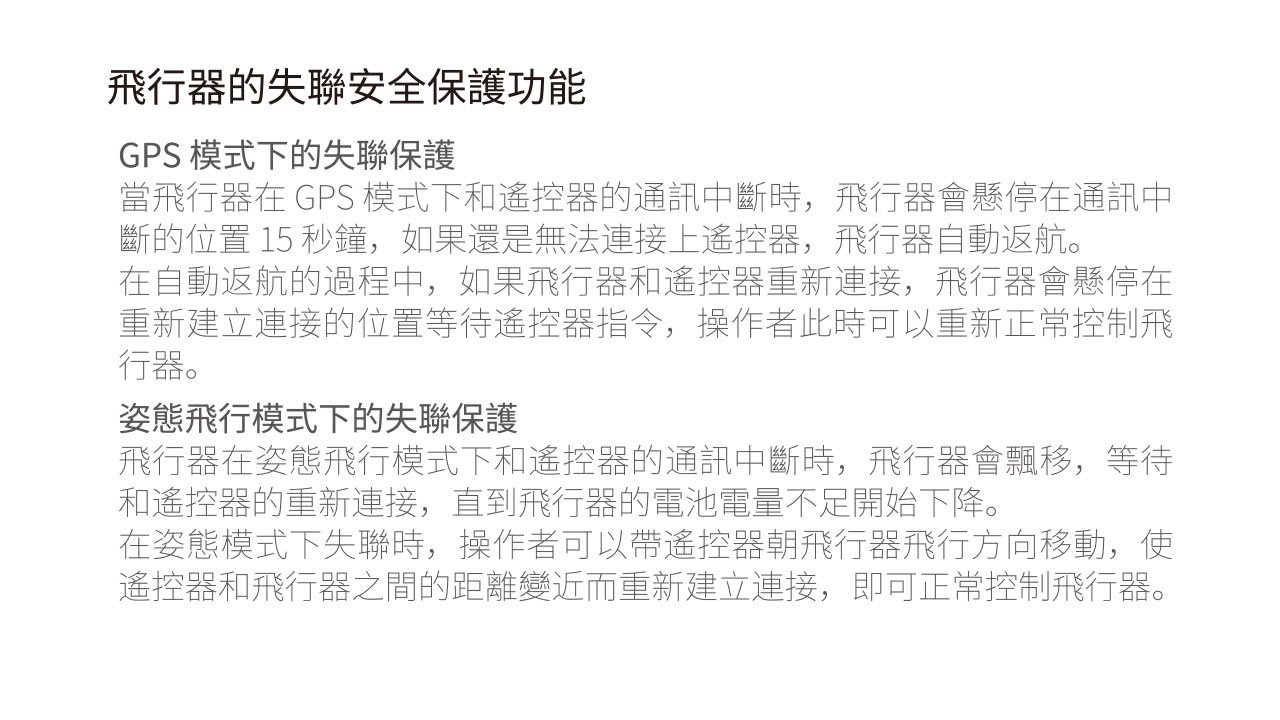 飛行器的失聯安全保護功能
GPS 模式下的失聯保護
當飛行器在 GPS 模式下和遙控器的通訊中斷時，飛行器會懸停在通訊中
斷的位置 15 秒鐘，如果還是無法連接上遙控器，飛行器自動返航。
在自動返航的過程中，如果飛行器和遙控器重新連接，飛行器會懸停在
重新建立連接的位置等待遙控器指令，操作者此時可以重新正常控制飛
行器。
姿態飛行模式下的失聯保護
飛行器在姿態飛行模式下和遙控器的通訊中斷時，飛行器會飄移，等待
和遙控器的重新連接，直到飛行器的電池電量不足開始下降。
在姿態模式下失聯時，操作者可以帶遙控器朝飛行器飛行方向移動，使
遙控器和飛行器之間的距離變近而重新建立連接，即可正常控制飛行器。